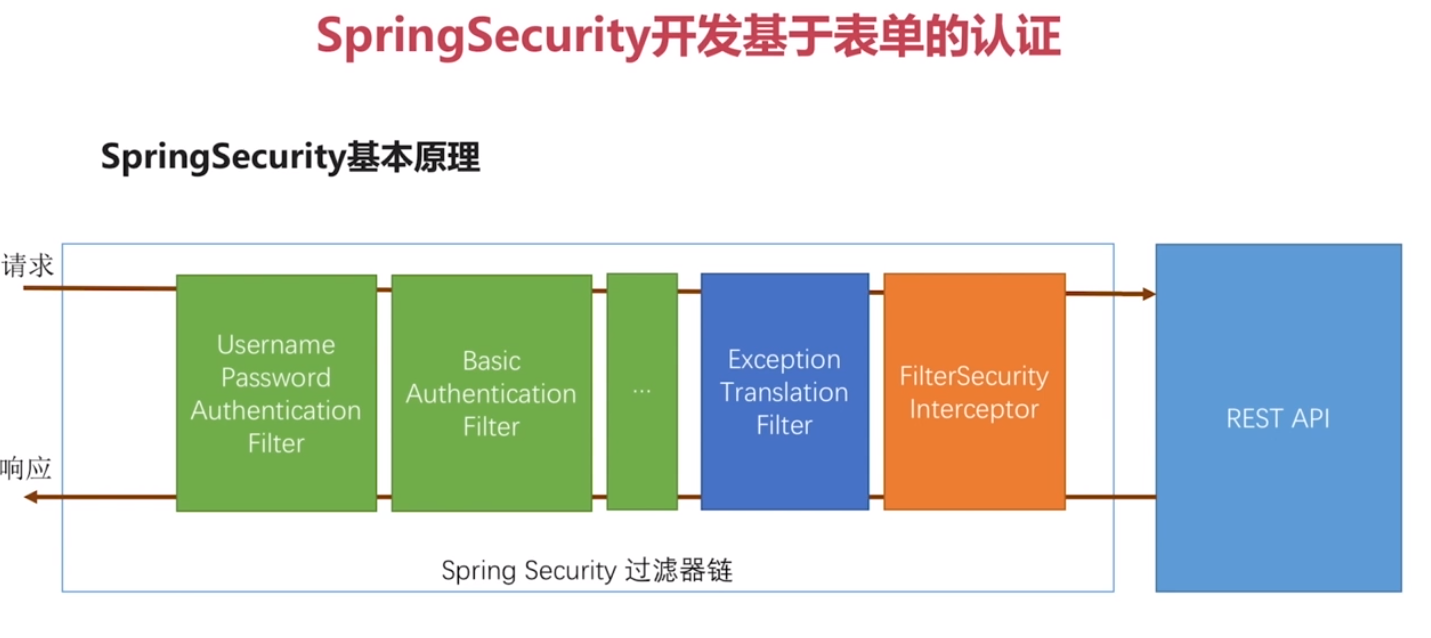 SpringSecurity开发基于表单的认证
SpringSecurity基本原理
请求
Username
Password
Authentication
Filter
Basic
Authentication
Filter
...
Exception
Translation
Filter
FilterSecurity
Interceptor
REST API
响应
Spring Security 过滤器链